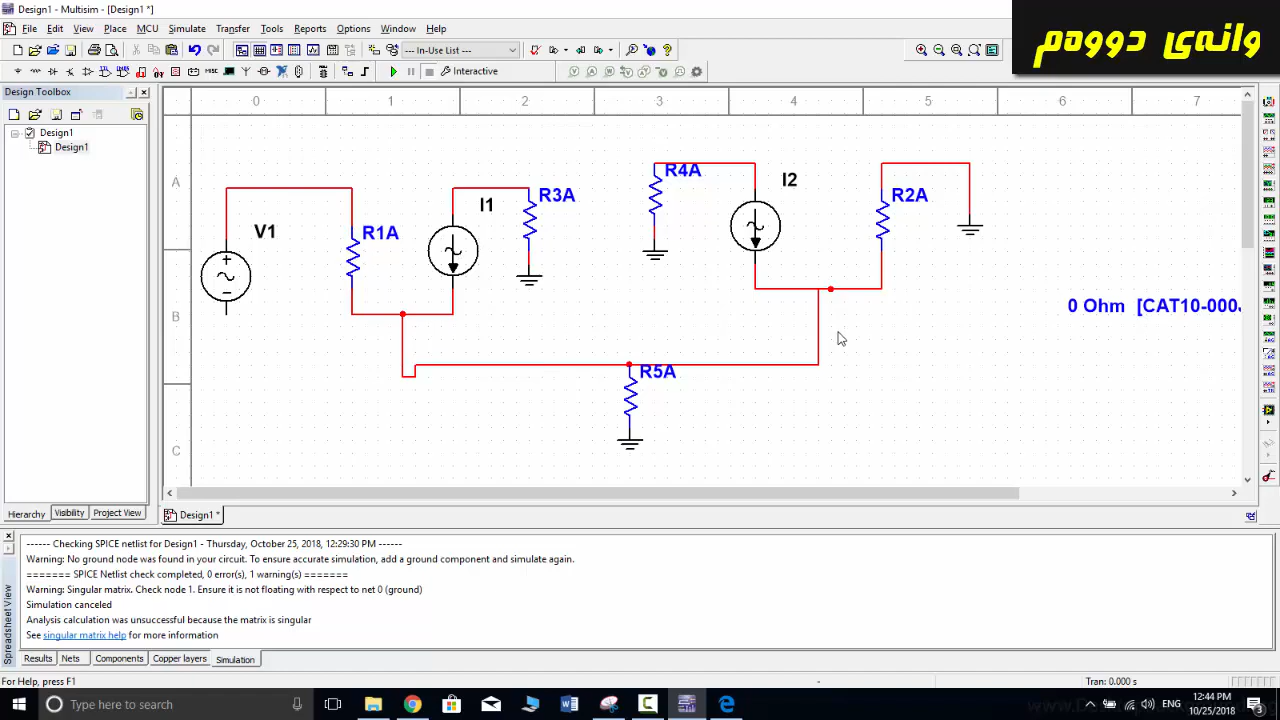 Design1 - Multisim - [Design1 *]
وانەی دووەم
File Edit View Place MCU Simulate Transfer Tools Reports Options Window Help
--- In-Use List ---
Interactive
Design Toolbox
Design1
Design1
0 1 2 3 4 5 6 7
A
B
C
V1
R1A
I1
R3A
R4A
I2
R2A
0 Ohm [CAT10-000J
R5A
Hierarchy Visibility Project View
Design1 *
------ Checking SPICE netlist for Design1 - Thursday, October 25, 2018, 12:29:30 PM ------
Warning: No ground node was found in your circuit. To ensure accurate simulation, add a ground component and simulate again.
======= SPICE Netlist check completed, 0 error(s), 1 warning(s) =======
Warning: Singular matrix. Check node 1. Ensure it is not floating with respect to net 0 (ground)
Simulation canceled
Analysis calculation was unsuccessful because the matrix is singular
See singular matrix help for more information
Spreadsheet View
Results Nets Components Copper layers Simulation
For Help, press F1
- Tran: 0.000 s
Type here to search
ENG
12:44 PM
10/25/2018